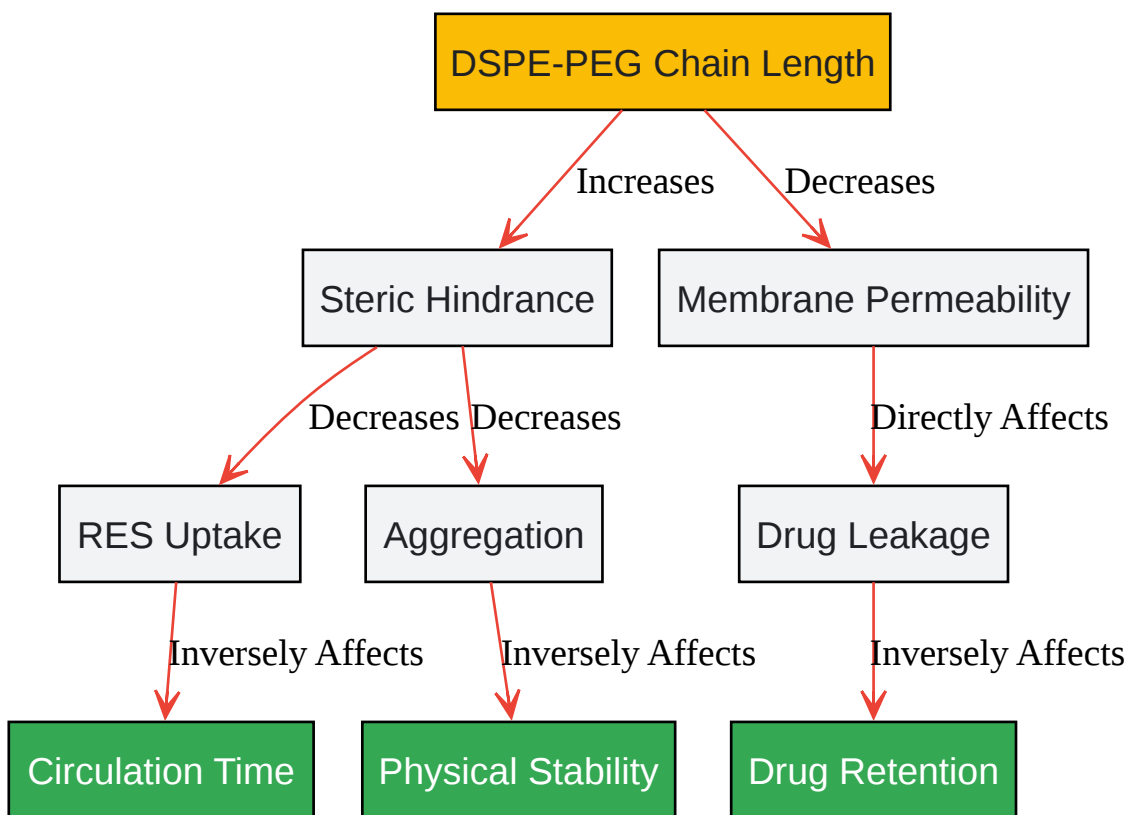 DSPE-PEG Chain Length
Increases
Decreases
Steric Hindrance
Membrane Permeability
Decreases
Decreases
Directly Affects
RES Uptake
Aggregation
Drug Leakage
Inversely Affects
Inversely Affects
Inversely Affects
Circulation Time
Physical Stability
Drug Retention